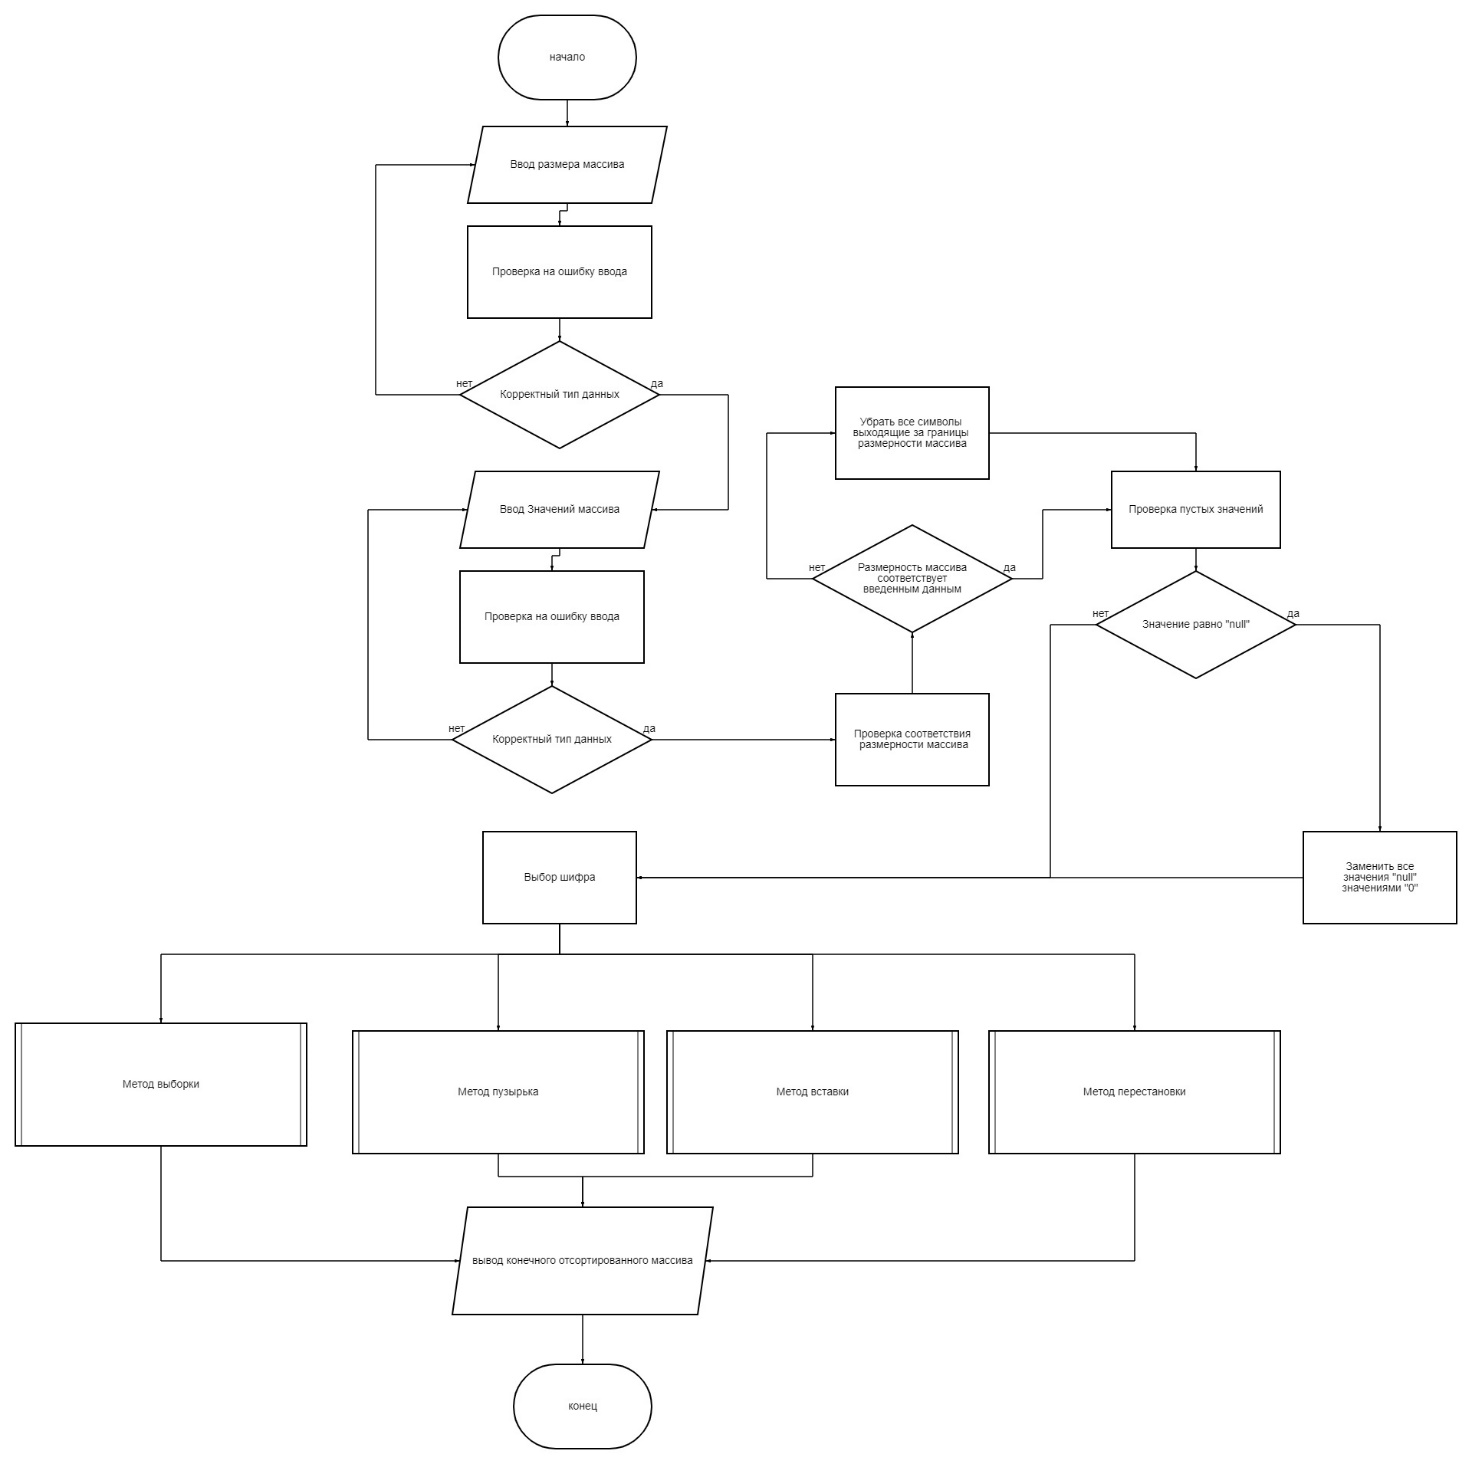 начало
Ввод размера массива
Проверка на ошибку ввода
нет
Корректный тип данных
да
Ввод Значений массива
Проверка на ошибку ввода
нет
Корректный тип данных
да
Проверка соответствия
размерности массива
нет
Размерность массива
соответствует
введенным данным
да
Убрать все символы
выходящие за границы
размерности массива
Проверка пустых значений
нет
Значение равно "null"
да
Заменить все
значения "null"
значениями "0"
Выбор шифра
Метод выборки
Метод пузырька
Метод вставки
Метод перестановки
вывод конечного отсортированного массива
конец